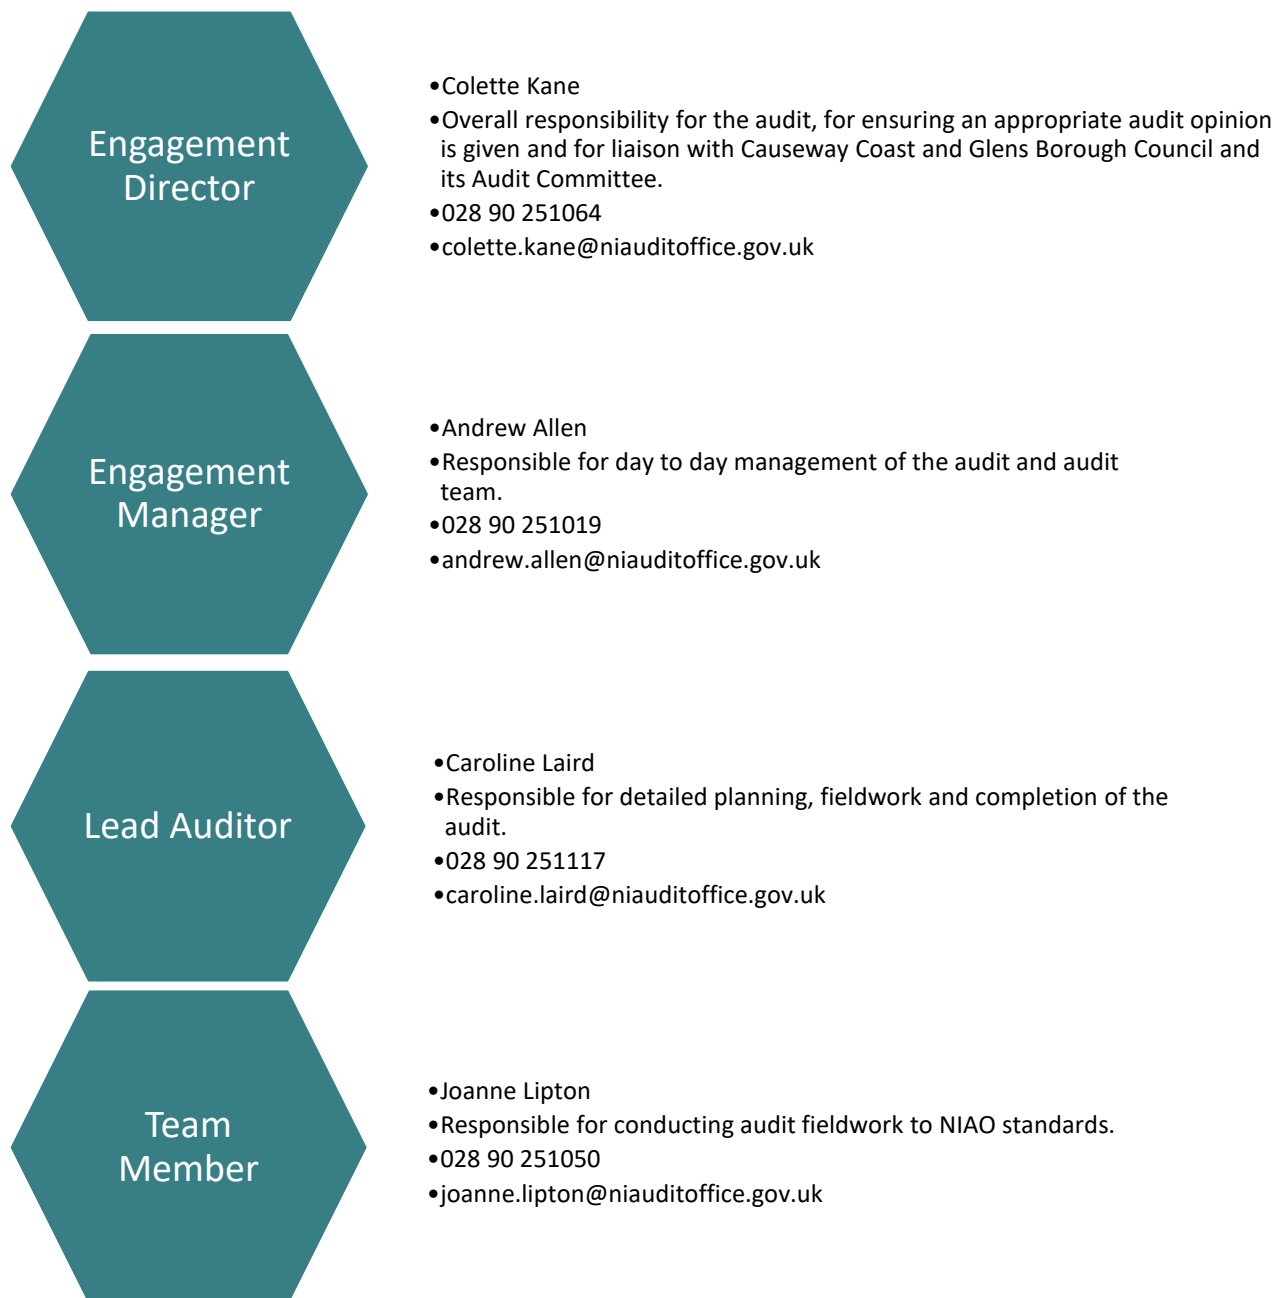 Engagement
Director
•Colette Kane
•Overall responsibility for the audit, for ensuring an appropriate audit opinion
is given and for liaison with Causeway Coast and Glens Borough Council and
its Audit Committee.
•028 90 251064
•colette.kane@niauditoffice.gov.uk
Engagement
Manager
•Andrew Allen
•Responsible for day to day management of the audit and audit
team.
•028 90 251019
•andrew.allen@niauditoffice.gov.uk
Lead Auditor
•Caroline Laird
•Responsible for detailed planning, fieldwork and completion of the
audit.
•028 90 251117
•caroline.laird@niauditoffice.gov.uk
Team
Member
•Joanne Lipton
•Responsible for conducting audit fieldwork to NIAO standards.
•028 90 251050
•joanne.lipton@niauditoffice.gov.uk